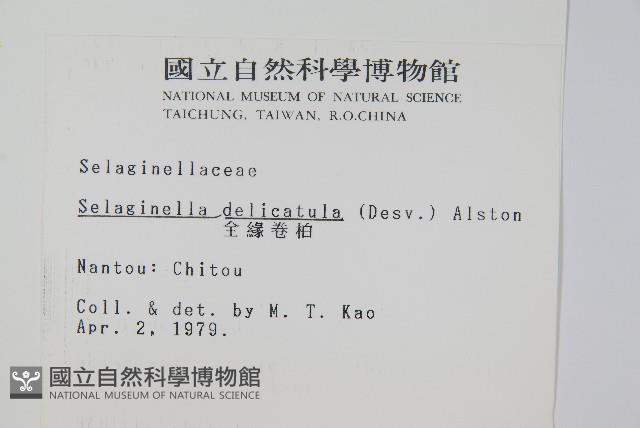 國立自然科學博物館
NATIONAL MUSEUM OF NATURAL SCIENCE
TAICHUNG, TAIWAN, R.O.CHINA
Selaginellaceae
Selaginella delicatula (Desv.) Alston
全緣卷柏
Nantou: Chitou
Coll. & det. by M. T. Kao
Apr. 2, 1979.
國立自然科學博物館
NATIONAL MUSEUM OF NATURAL SCIENCE